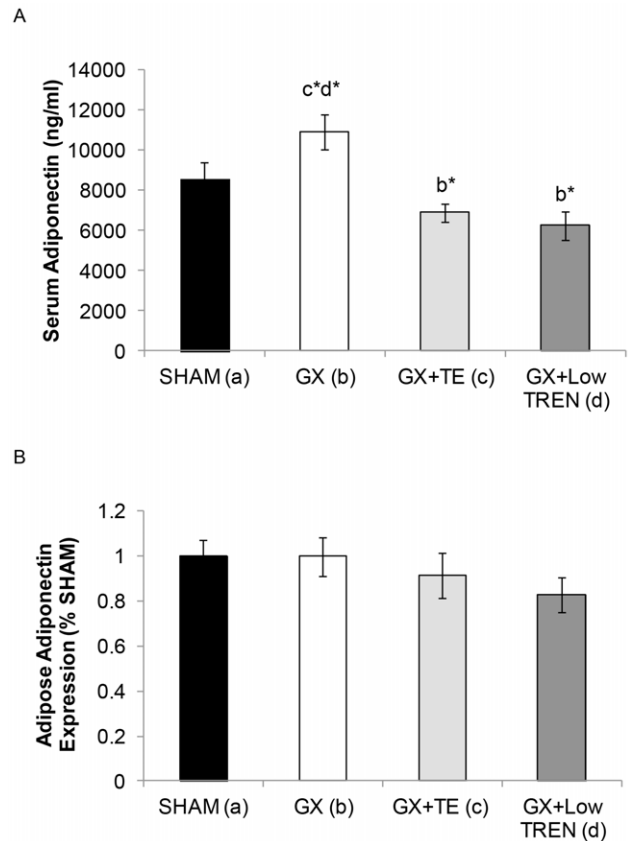 A
Serum Adiponectin (ng/ml)
14000
12000
10000
8000
6000
4000
2000
0
c*d*
b*
b*
SHAM (a)
GX (b)
GX+TE (c)
GX+Low
TREN (d)
B
Adipose Adiponectin
Expression (% SHAM)
1.2
1
0.8
0.6
0.4
0.2
0
SHAM (a)
GX (b)
GX+TE (c)
GX+Low
TREN (d)